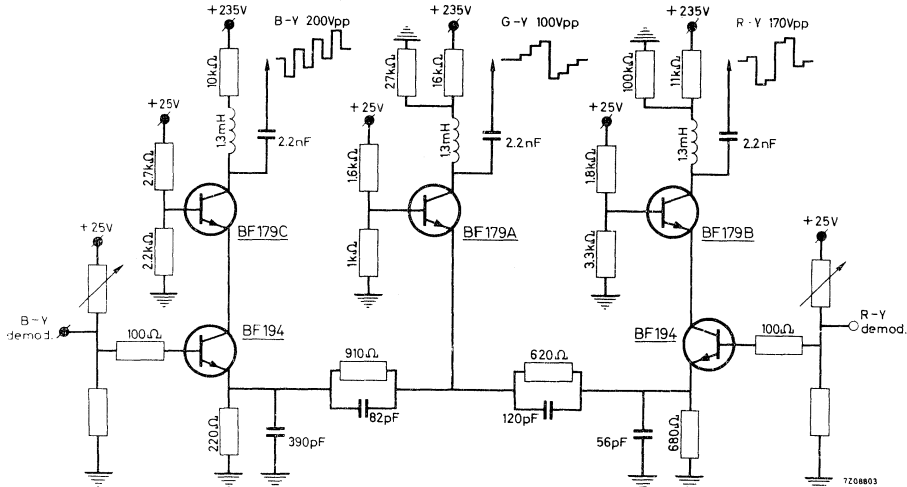 +235V
B-Y 200Vpp
+235V
G-Y 100Vpp
+235V
R-Y 170Vpp
10kΩ
27kΩ
16kΩ
100kΩ
11kΩ
+25V
1,3mH
2.2nF
+25V
1,3mH
2.2nF
+25V
1,3mH
2.2nF
2.7kΩ
1.6kΩ
1.8kΩ
BF179C
BF179A
BF179B
+25V
2.2kΩ
1kΩ
3.3kΩ
+25V
B-Y
demod.
100Ω
BF194
BF194
100Ω
R-Y
demod.
910Ω
620Ω
82pF
120pF
220Ω
390pF
56pF
680Ω
7Z08803